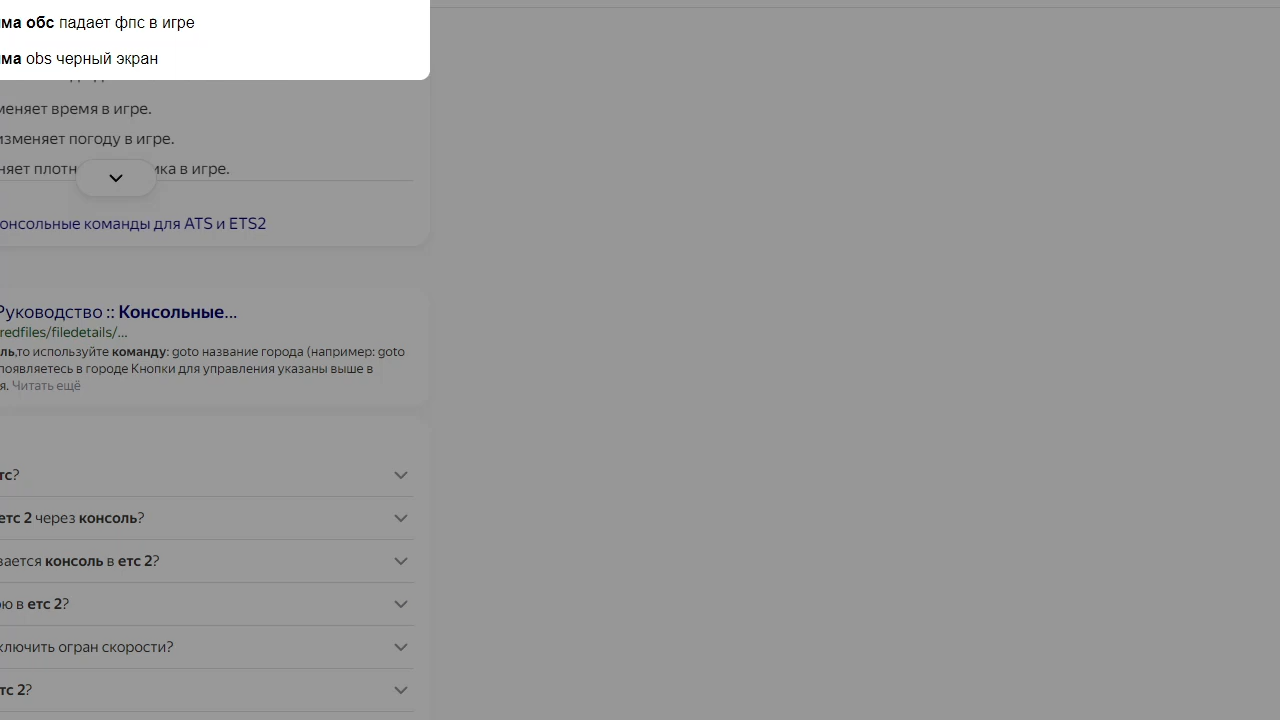 ма обс падает фпс в игре
ма obs черный экран
меняет время в игре.
изменяет погоду в игре.
няет плотн ика в игре.
онсольные команды для ATS и ETS2
Руководство :: Консольные...
redfiles/filedetails/...
ль,то используйте команду: goto название города (например: goto
появляетесь в городе Кнопки для управления указаны выше в
я. Читать ещё
тс?
етс 2 через консоль?
вается консоль в етс 2?
ю в етс 2?
ключить огран скорости?
тс 2?